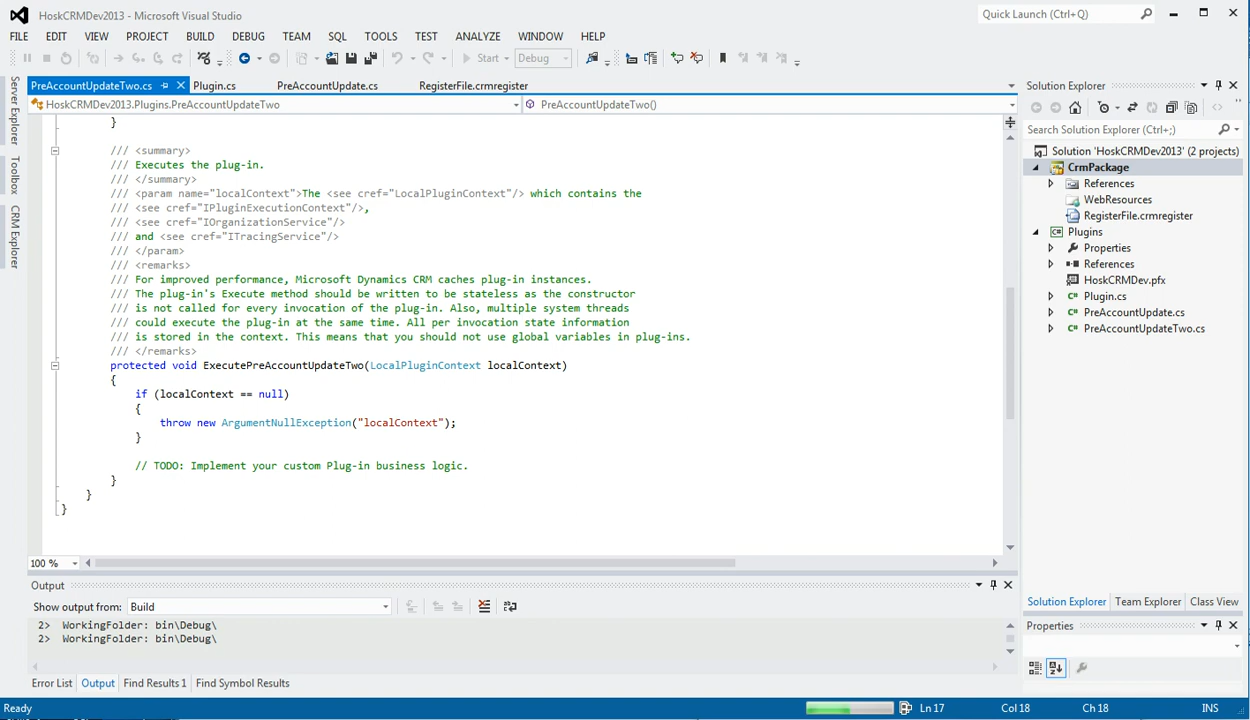 HoskCRMDev2013 - Microsoft Visual Studio
Quick Launch (Ctrl+Q)
FILE EDIT VIEW PROJECT BUILD DEBUG TEAM SQL TOOLS TEST ANALYZE WINDOW HELP
Start Debug
PreAccountUpdateTwo.cs Plugin.cs PreAccountUpdate.cs RegisterFile.crmregister
HoskCRMDev2013.Plugins.PreAccountUpdateTwo PreAccountUpdateTwo()
Server Explorer
Toolbox
CRM Explorer
}
/// <summary>
/// Executes the plug-in.
/// </summary>
/// <param name="localContext">The <see cref="LocalPluginContext"/> which contains the
/// <see cref="IPluginExecutionContext"/>,
/// <see cref="IOrganizationService"/>
/// and <see cref="ITracingService"/>
/// </param>
/// <remarks>
/// For improved performance, Microsoft Dynamics CRM caches plug-in instances.
/// The plug-in's Execute method should be written to be stateless as the constructor
/// is not called for every invocation of the plug-in. Also, multiple system threads
/// could execute the plug-in at the same time. All per invocation state information
/// is stored in the context. This means that you should not use global variables in plug-ins.
/// </remarks>
protected void ExecutePreAccountUpdateTwo(LocalPluginContext localContext)
{
if (localContext == null)
{
throw new ArgumentNullException("localContext");
}
// TODO: Implement your custom Plug-in business logic.
}
}
}
100 %
Output
Show output from: Build
2> WorkingFolder: bin\Debug\
2> WorkingFolder: bin\Debug\
Error List Output Find Results 1 Find Symbol Results
Solution Explorer
Search Solution Explorer (Ctrl+;)
Solution 'HoskCRMDev2013' (2 projects)
CrmPackage
References
WebResources
RegisterFile.crmregister
Plugins
Properties
References
HoskCRMDev.pfx
Plugin.cs
PreAccountUpdate.cs
PreAccountUpdateTwo.cs
Solution Explorer Team Explorer Class View
Properties
Ready Ln 17 Col 18 Ch 18 INS